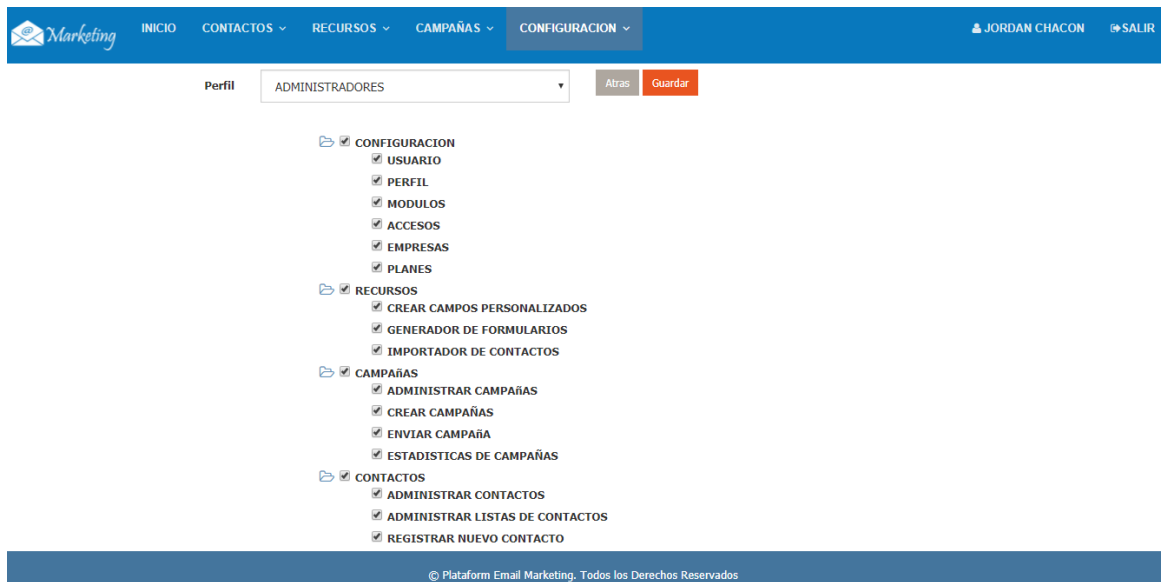 Marketing INICIO CONTACTOS RECURSOS CAMPAÑAS CONFIGURACION JORDAN CHACON SALIR
Perfil ADMINISTRADORES Atras Guardar
CONFIGURACION
USUARIO
PERFIL
MODULOS
ACCESOS
EMPRESAS
PLANES
RECURSOS
CREAR CAMPOS PERSONALIZADOS
GENERADOR DE FORMULARIOS
IMPORTADOR DE CONTACTOS
CAMPAñAS
ADMINISTRAR CAMPAñAS
CREAR CAMPAÑAS
ENVIAR CAMPAñA
ESTADISTICAS DE CAMPAÑAS
CONTACTOS
ADMINISTRAR CONTACTOS
ADMINISTRAR LISTAS DE CONTACTOS
REGISTRAR NUEVO CONTACTO
© Plataform Email Marketing. Todos los Derechos Reservados